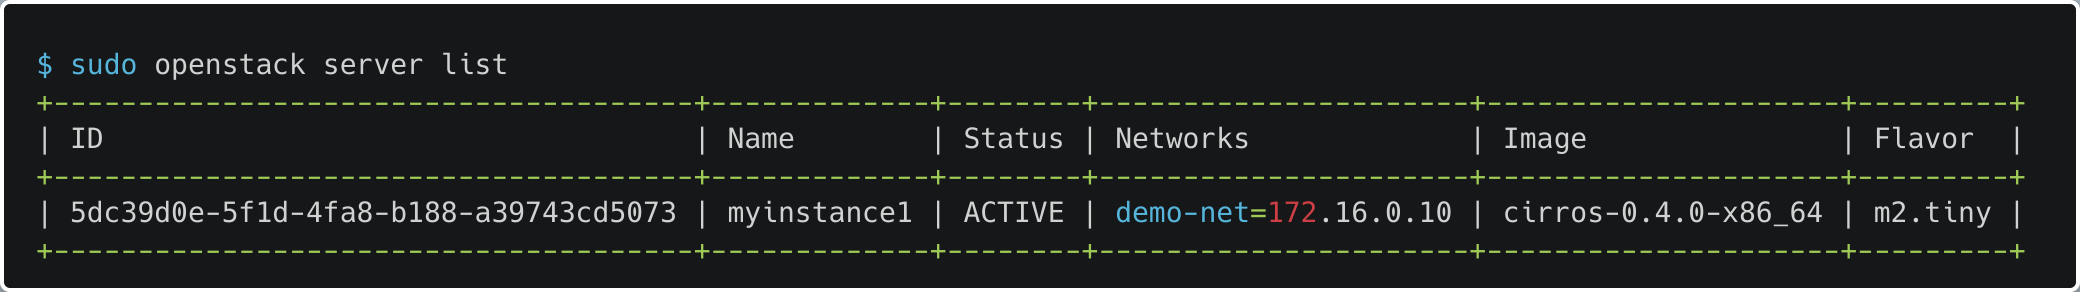 $ sudo openstack server list
+--------------------------------------+-------------+--------+----------------------+---------------------+---------+
| ID                                   | Name        | Status | Networks             | Image               | Flavor  |
+--------------------------------------+-------------+--------+----------------------+---------------------+---------+
| 5dc39d0e-5f1d-4fa8-b188-a39743cd5073 | myinstance1 | ACTIVE | demo-net=172.16.0.10 | cirros-0.4.0-x86_64 | m2.tiny |
+--------------------------------------+-------------+--------+----------------------+---------------------+---------+